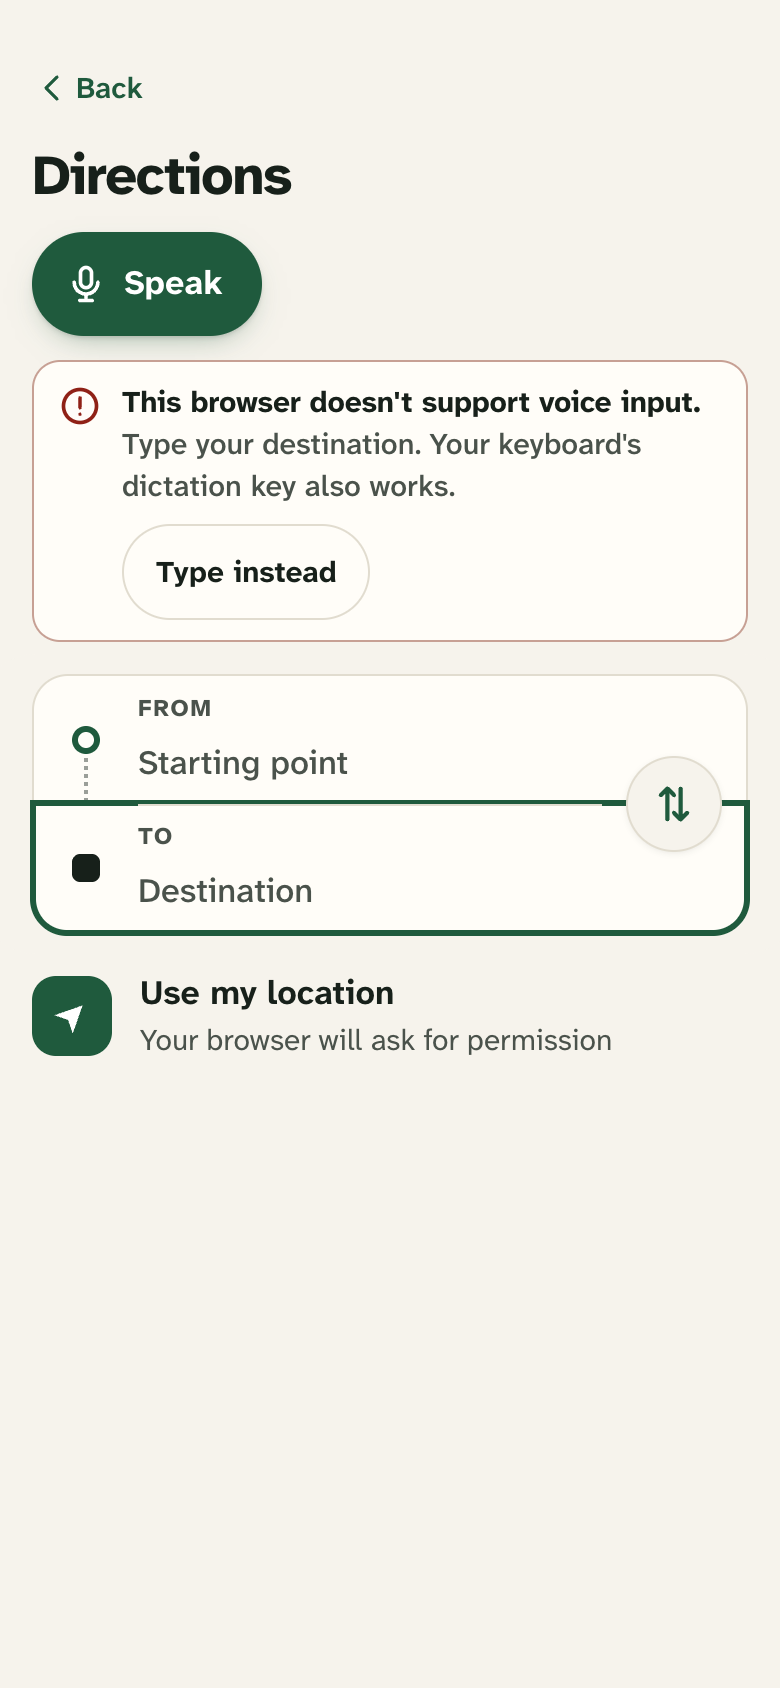 Back
Directions
Speak
This browser doesn't support voice input.
Type your destination. Your keyboard's
dictation key also works.
Type instead
FROM
Starting point
TO
Destination
Use my location
Your browser will ask for permission